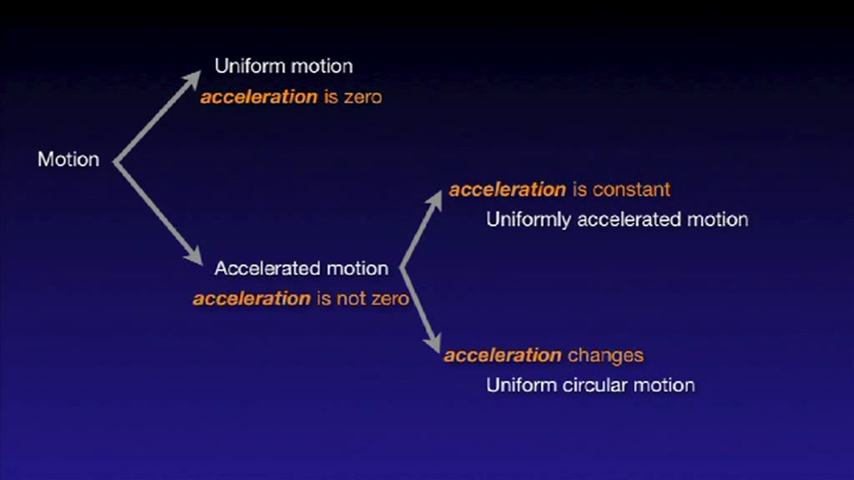 Motion
Uniform motion
acceleration is zero
Accelerated motion
acceleration is not zero
acceleration is constant
Uniformly accelerated motion
acceleration changes
Uniform circular motion